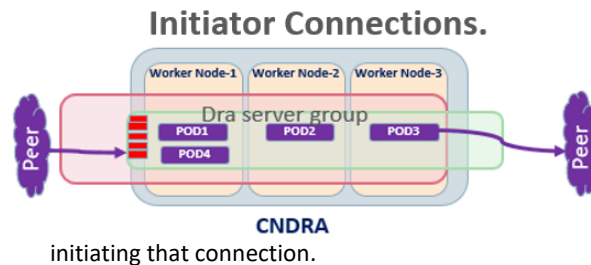 Initiator Connections.
Worker Node-1 Worker Node-2 Worker Node-3
Dra server group
POD1 POD2 POD3
POD4
Peer
Peer
CNDRA
initiating that connection.